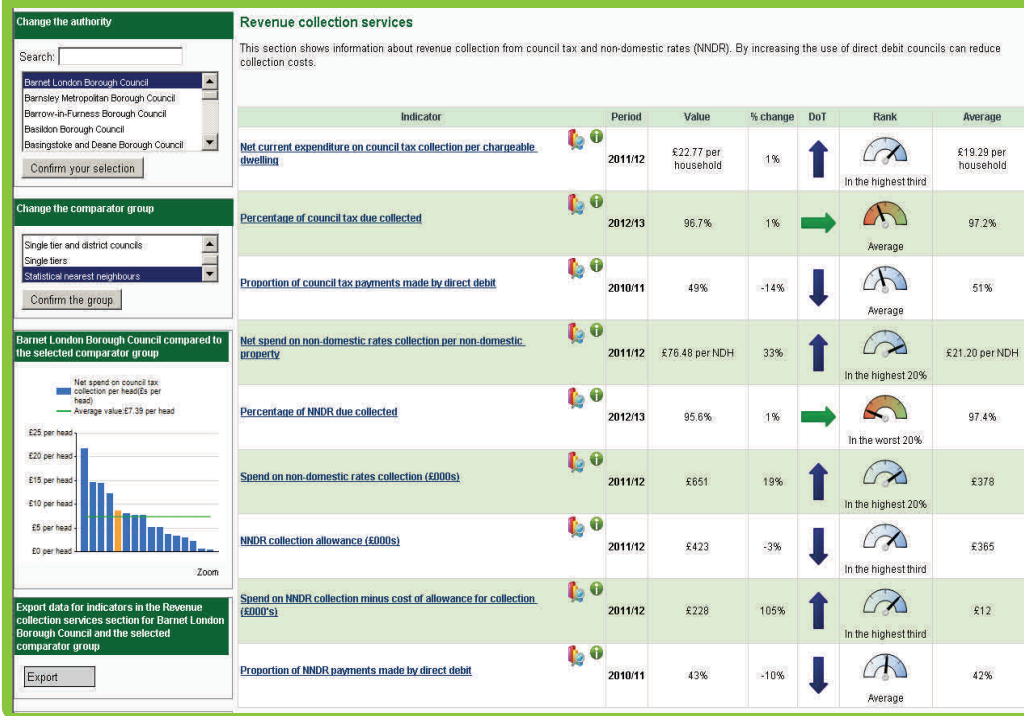 Change the authority
Search:
Barnet London Borough Council
Barnsley Metropolitan Borough Council
Barrow-in-Furness Borough Council
Basildon Borough Council
Basingstoke and Deane Borough Council
Confirm your selection
Change the comparator group
Single tier and district councils
Single tiers
Statistical nearest neighbours
Confirm the group
Barnet London Borough Council compared to
the selected comparator group
Net spend on council tax
collection per head(£s per
head)
Average value:£7.39 per head
£25 per head
£20 per head
£15 per head
£10 per head
£5 per head
£0 per head
Zoom
Export data for indicators in the Revenue
collection services section for Barnet London
Borough Council and the selected
comparator group
Export
Revenue collection services
This section shows information about revenue collection from council tax and non-domestic rates (NNDR). By increasing the use of direct debit councils can reduce
collection costs.
Indicator Period Value % change DoT Rank Average
Net current expenditure on council tax collection per chargeable
dwelling
2011/12 £22.77 per household 1% In the highest third £19.29 per household
Percentage of council tax due collected 2012/13 96.7% 1% Average 97.2%
Proportion of council tax payments made by direct debit 2010/11 49% -14% Average 51%
Net spend on non-domestic rates collection per non-domestic
property
2011/12 £76.48 per NDH 33% In the highest 20% £21.20 per NDH
Percentage of NNDR due collected 2012/13 95.6% 1% In the worst 20% 97.4%
Spend on non-domestic rates collection (£000s) 2011/12 £651 19% In the highest 20% £378
NNDR collection allowance (£000s) 2011/12 £423 -3% In the highest third £365
Spend on NNDR collection minus cost of allowance for collection
(£000's)
2011/12 £228 105% In the highest third £12
Proportion of NNDR payments made by direct debit 2010/11 43% -10% Average 42%